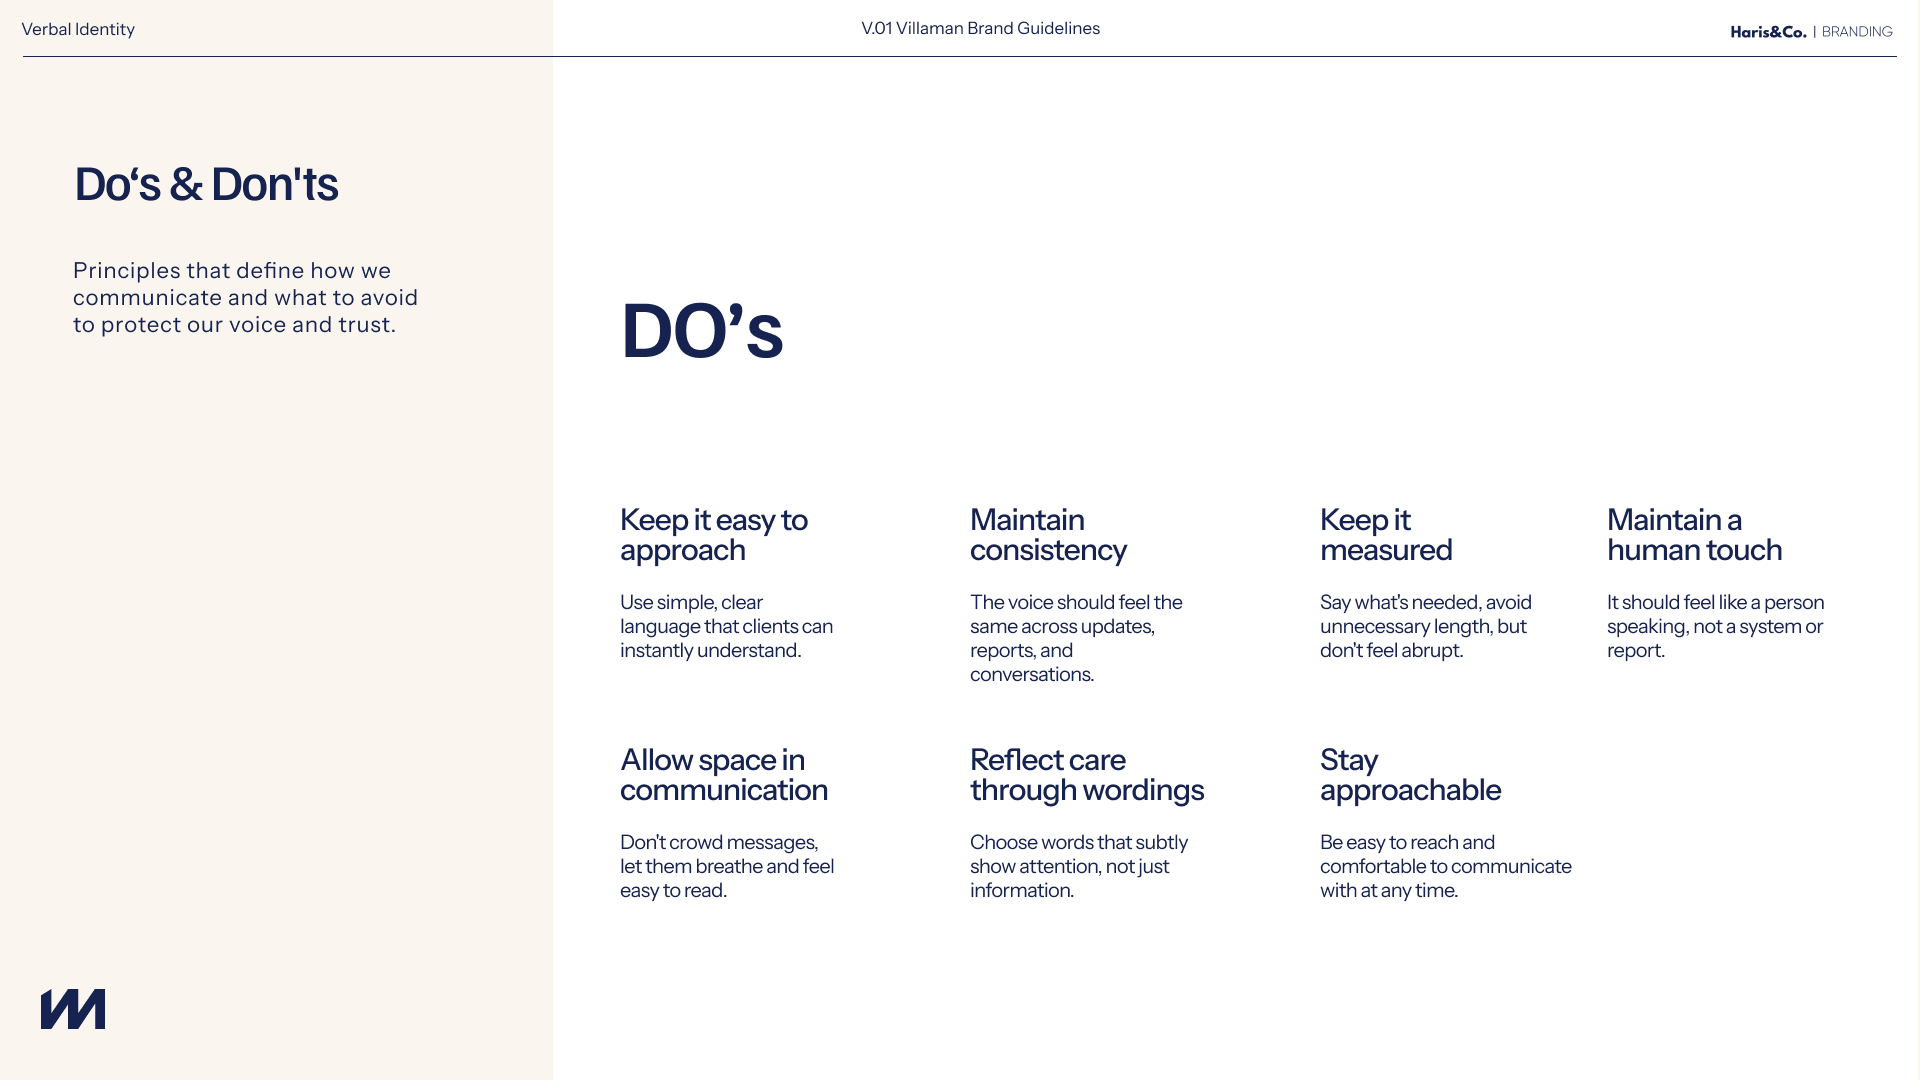 Verbal Identity
V.01 Villaman Brand Guidelines
Haris&Co. | BRANDING
Do‘s & Don'ts
Principles that define how we
communicate and what to avoid
to protect our voice and trust.
DO’s
Keep it easy to
approach
Use simple, clear
language that clients can
instantly understand.
Maintain
consistency
The voice should feel the
same across updates,
reports, and
conversations.
Keep it
measured
Say what's needed, avoid
unnecessary length, but
don't feel abrupt.
Maintain a
human touch
It should feel like a person
speaking, not a system or
report.
Allow space in
communication
Don't crowd messages,
let them breathe and feel
easy to read.
Reflect care
through wordings
Choose words that subtly
show attention, not just
information.
Stay
approachable
Be easy to reach and
comfortable to communicate
with at any time.